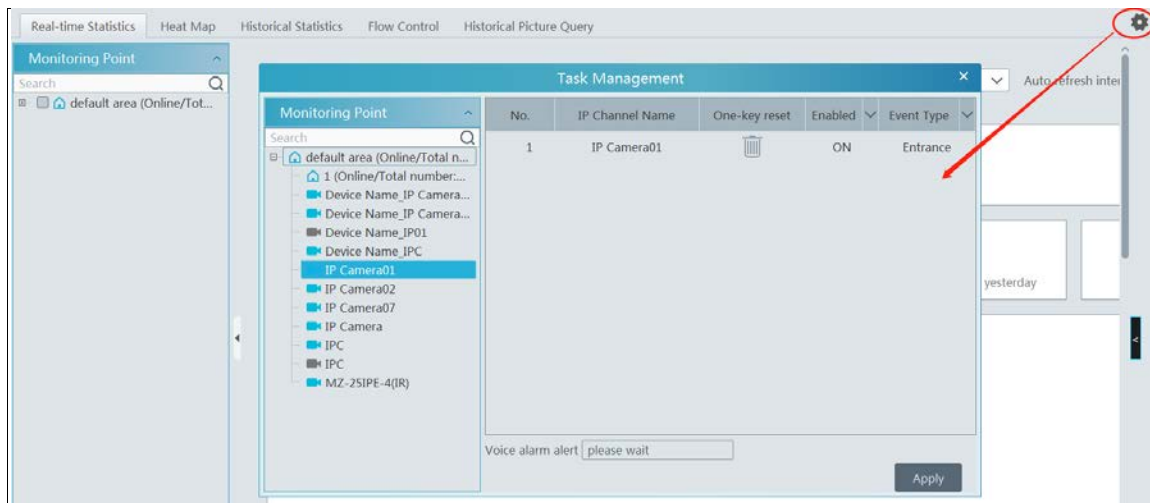 Real-time Statistics Heat Map Historical Statistics Flow Control Historical Picture Query
Monitoring Point
Search
default area (Online/Tot...
Auto refresh inter
yesterday
Task Management
Monitoring Point
Search
default area (Online/Total n...
1 (Online/Total number:...
Device Name_IP Camera...
Device Name_IP Camera...
Device Name_IP01
Device Name_IPC
IP Camera01
IP Camera02
IP Camera07
IP Camera
IPC
IPC
MZ-25IPE-4(IR)
No. IP Channel Name One-key reset Enabled Event Type
1 IP Camera01 ON Entrance
Voice alarm alert please wait
Apply